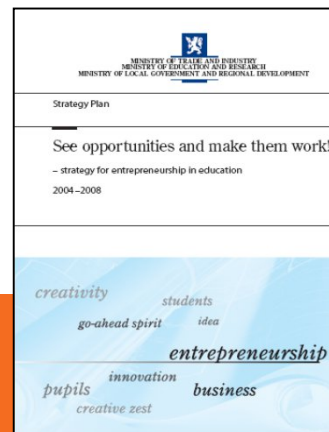 MINISTRY OF TRADE AND INDUSTRY
MINISTRY OF EDUCATION AND RESEARCH
MINISTRY OF LOCAL GOVERNMENT AND REGIONAL DEVELOPMENT
Strategy Plan
See opportunities and make them work!
– strategy for entrepreneurship in education
2004–2008
creativity
students
go-ahead spirit
idea
entrepreneurship
innovation
pupils
business
creative zest